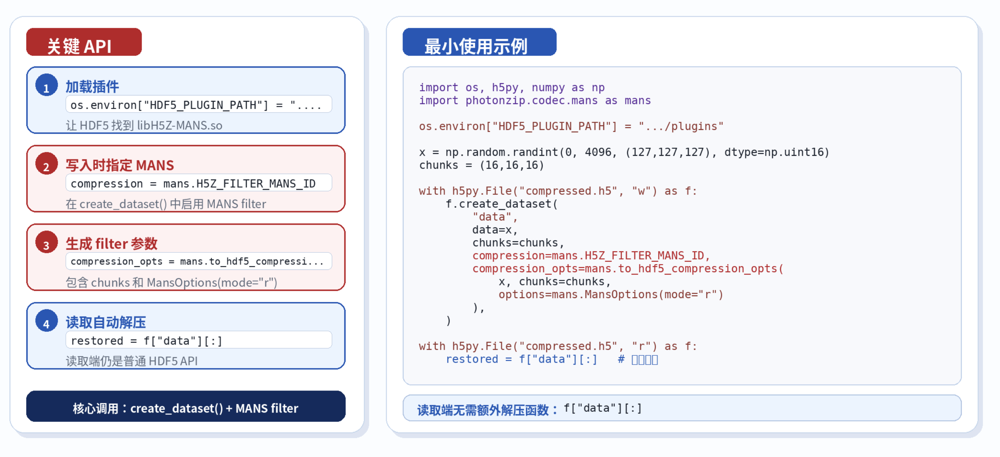 关键 API
1
加载插件
os.environ["HDF5_PLUGIN_PATH"] = "....
让 HDF5 找到 libH5Z-MANS.so
2
写入时指定 MANS
compression = mans.H5Z_FILTER_MANS_ID
在 create_dataset() 中启用 MANS filter
3
生成 filter 参数
compression_opts = mans.to_hdf5_compressi...
包含 chunks 和 MansOptions(mode="r")
4
读取自动解压
restored = f["data"][:]
读取端仍是普通 HDF5 API
核心调用：create_dataset() + MANS filter
最小使用示例
import os, h5py, numpy as np
import photonzip.codec.mans as mans
os.environ["HDF5_PLUGIN_PATH"] = ".../plugins"
x = np.random.randint(0, 4096, (127,127,127), dtype=np.uint16)
chunks = (16,16,16)
with h5py.File("compressed.h5", "w") as f:
    f.create_dataset(
        "data",
        data=x,
        chunks=chunks,
        compression=mans.H5Z_FILTER_MANS_ID,
        compression_opts=mans.to_hdf5_compression_opts(
            x, chunks=chunks,
            options=mans.MansOptions(mode="r")
        ),
    )
with h5py.File("compressed.h5", "r") as f:
    restored = f["data"][:]   # 
读取端无需额外解压函数：f["data"][:]